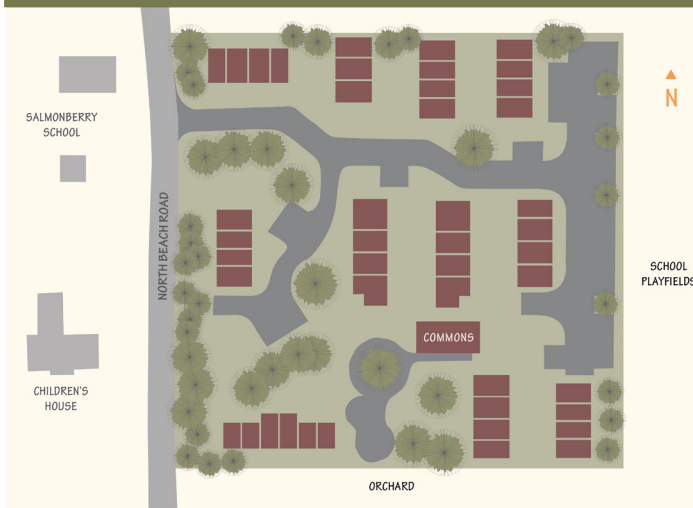 SALMONBERRY
SCHOOL
N
NORTH BEACH ROAD
SCHOOL
PLAYFIELDS
COMMONS
CHILDREN'S
HOUSE
ORCHARD